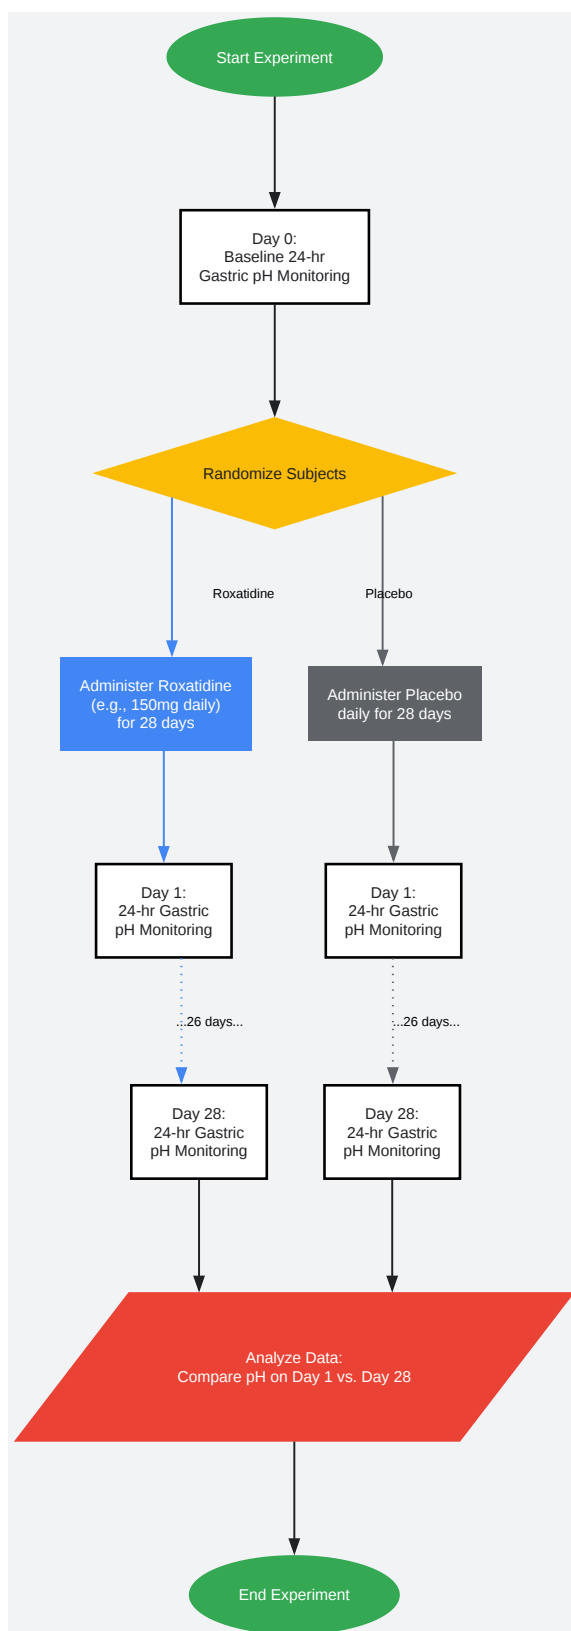 Start Experiment
Day 0:
Baseline 24-hr
Gastric pH Monitoring
Randomize Subjects
Roxatidine
Placebo
Administer Roxatidine
(e.g., 150mg daily)
for 28 days
Administer Placebo
daily for 28 days
Day 1:
24-hr Gastric
pH Monitoring
Day 1:
24-hr Gastric
pH Monitoring
...26 days...
...26 days...
Day 28:
24-hr Gastric
pH Monitoring
Day 28:
24-hr Gastric
pH Monitoring
Analyze Data:
Compare pH on Day 1 vs. Day 28
End Experiment